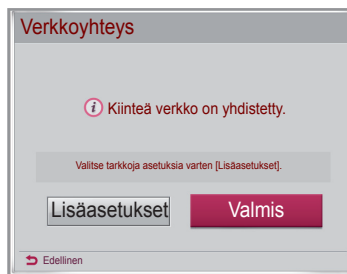 Verkkoyhteys
Kiinteä verkko on yhdistetty.
Valitse tarkkoja asetuksia varten [Lisäasetukset].
Lisäasetukset
Valmis
Edellinen